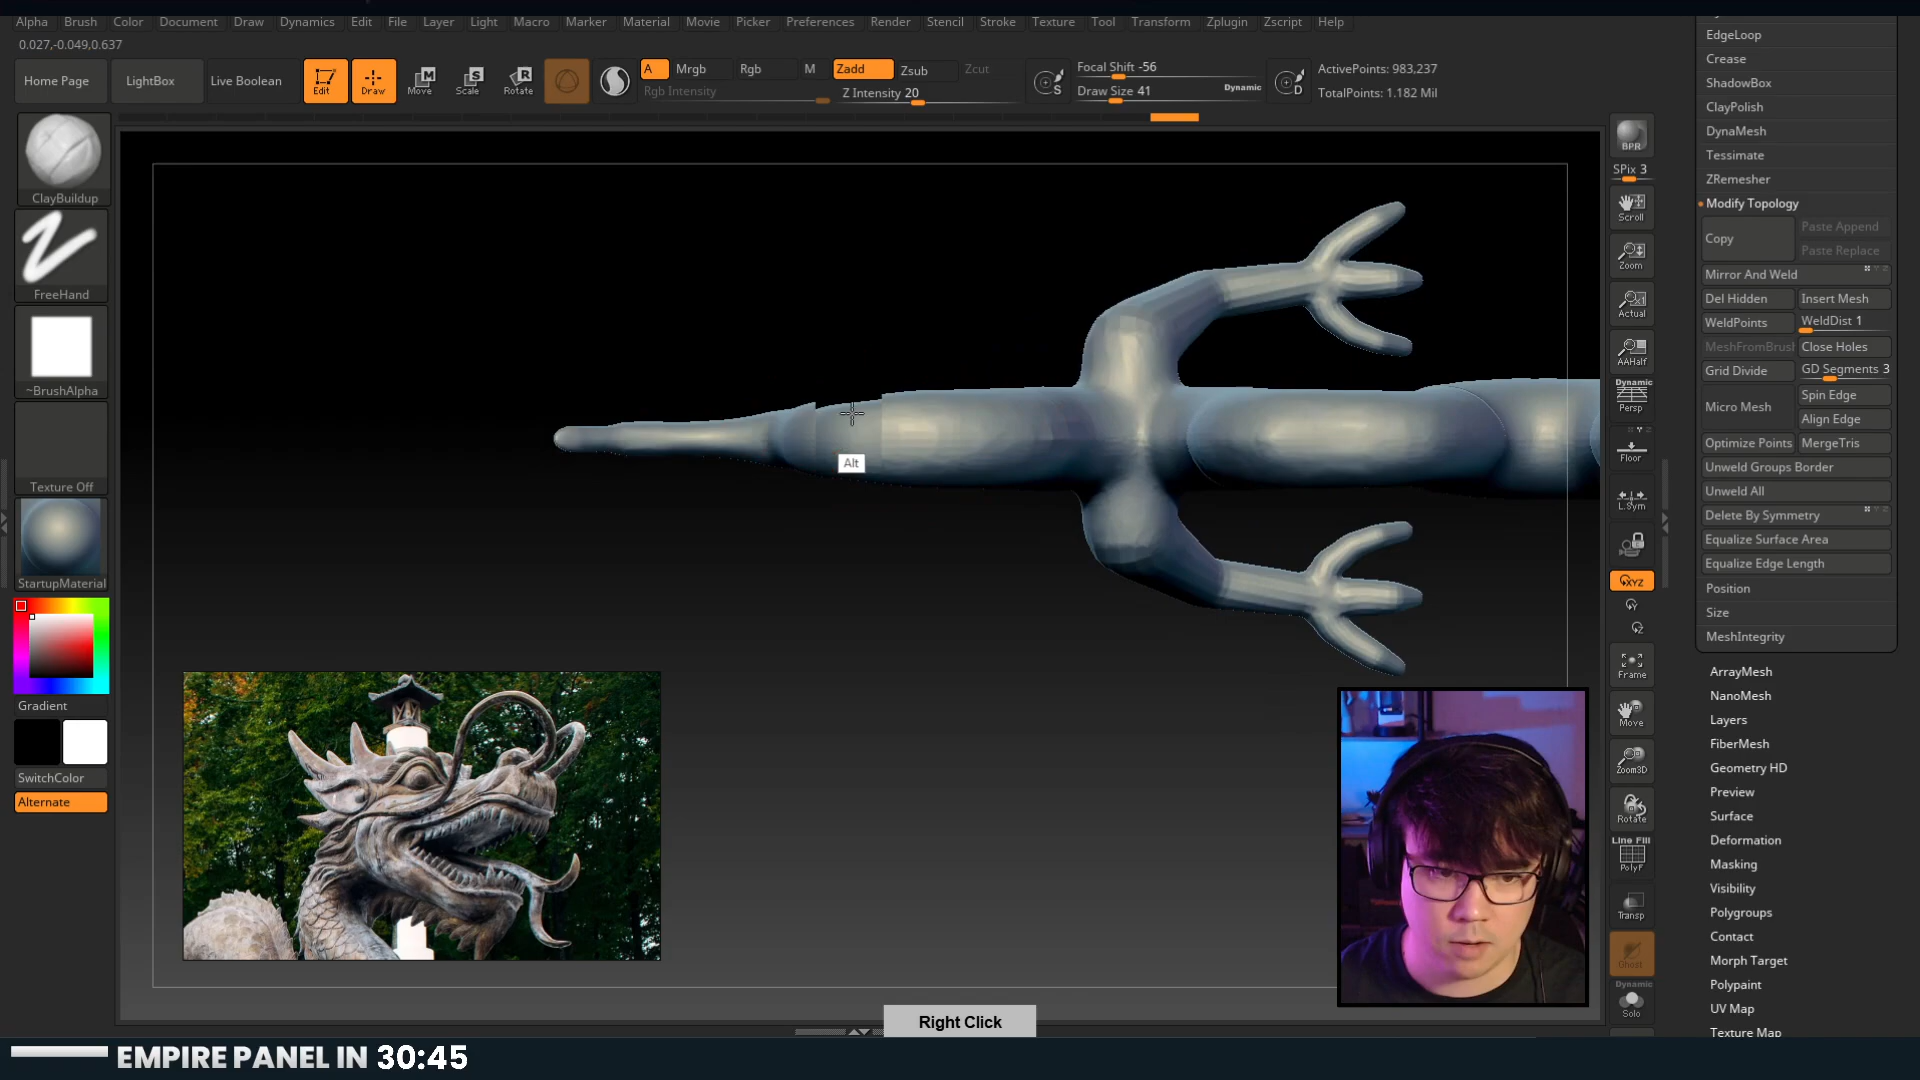 Alpha Brush Color Document Draw Dynamics Edit File Layer Light Macro Marker Material Movie Picker Preferences Render Stencil Stroke Texture Tool Transform Zplugin Zscript Help
0.027,-0.049,0.637
Home Page
LightBox
Live Boolean
Edit
Draw
Move
Scale
Rotate
A
Mrgb
Rgb
M
Zadd
Zsub
Zcut
Rgb Intensity
Z Intensity 20
Focal Shift -56
Draw Size 41
Dynamic
ActivePoints: 983,237
TotalPoints: 1.182 Mil
ClayBuildup
FreeHand
~BrushAlpha
Texture Off
StartupMaterial
Gradient
SwitchColor
Alternate
Alt
Right Click
BPR
SPix 3
Scroll
Zoom
Actual
AAHalf
Dynamic
Persp
Floor
L.Sym
XYZ
Y
Z
Frame
Move
Zoom3D
Rotate
Line Fill
PolyF
Transp
Ghost
Dynamic
Solo
EdgeLoop
Crease
ShadowBox
ClayPolish
DynaMesh
Tessimate
ZRemesher
Modify Topology
Copy
Paste Append
Paste Replace
Mirror And Weld
Del Hidden
Insert Mesh
WeldPoints
WeldDist 1
MeshFromBrush
Close Holes
Grid Divide
GD Segments 3
Micro Mesh
Spin Edge
Align Edge
Optimize Points
MergeTris
Unweld Groups Border
Unweld All
Delete By Symmetry
Equalize Surface Area
Equalize Edge Length
Position
Size
MeshIntegrity
ArrayMesh
NanoMesh
Layers
FiberMesh
Geometry HD
Preview
Surface
Deformation
Masking
Visibility
Polygroups
Contact
Morph Target
Polypaint
UV Map
Texture Map
EMPIRE PANEL IN 30:45